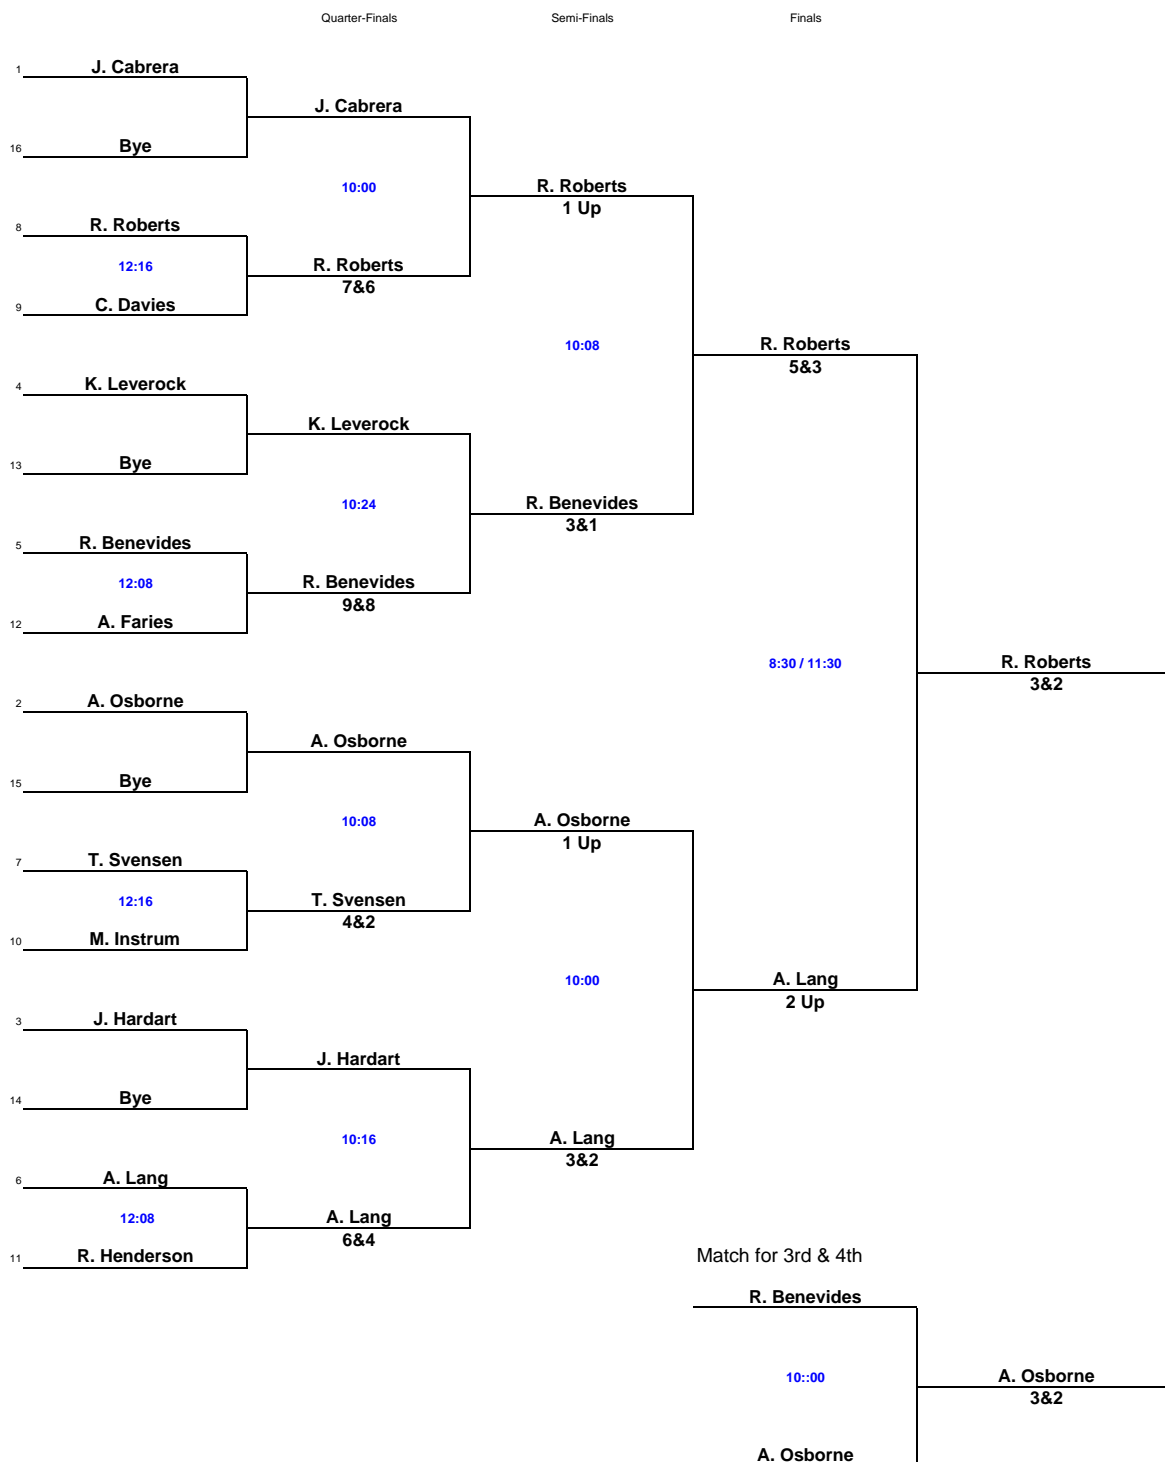 Quarter-Finals Semi-Finals Finals
1 J. Cabrera
J. Cabrera
16 Bye
10:00
R. Roberts
1 Up
8 R. Roberts
12:16
R. Roberts
7&6
9 C. Davies
10:08
R. Roberts
5&3
4 K. Leverock
K. Leverock
13 Bye
10:24
R. Benevides
3&1
5 R. Benevides
12:08
R. Benevides
9&8
12 A. Faries
8:30 / 11:30
R. Roberts
3&2
2 A. Osborne
A. Osborne
15 Bye
10:08
A. Osborne
1 Up
7 T. Svensen
12:16
T. Svensen
4&2
10 M. Instrum
10:00
A. Lang
2 Up
3 J. Hardart
J. Hardart
14 Bye
10:16
A. Lang
3&2
6 A. Lang
12:08
A. Lang
6&4
11 R. Henderson
Match for 3rd & 4th
R. Benevides
10::00
A. Osborne
3&2
A. Osborne